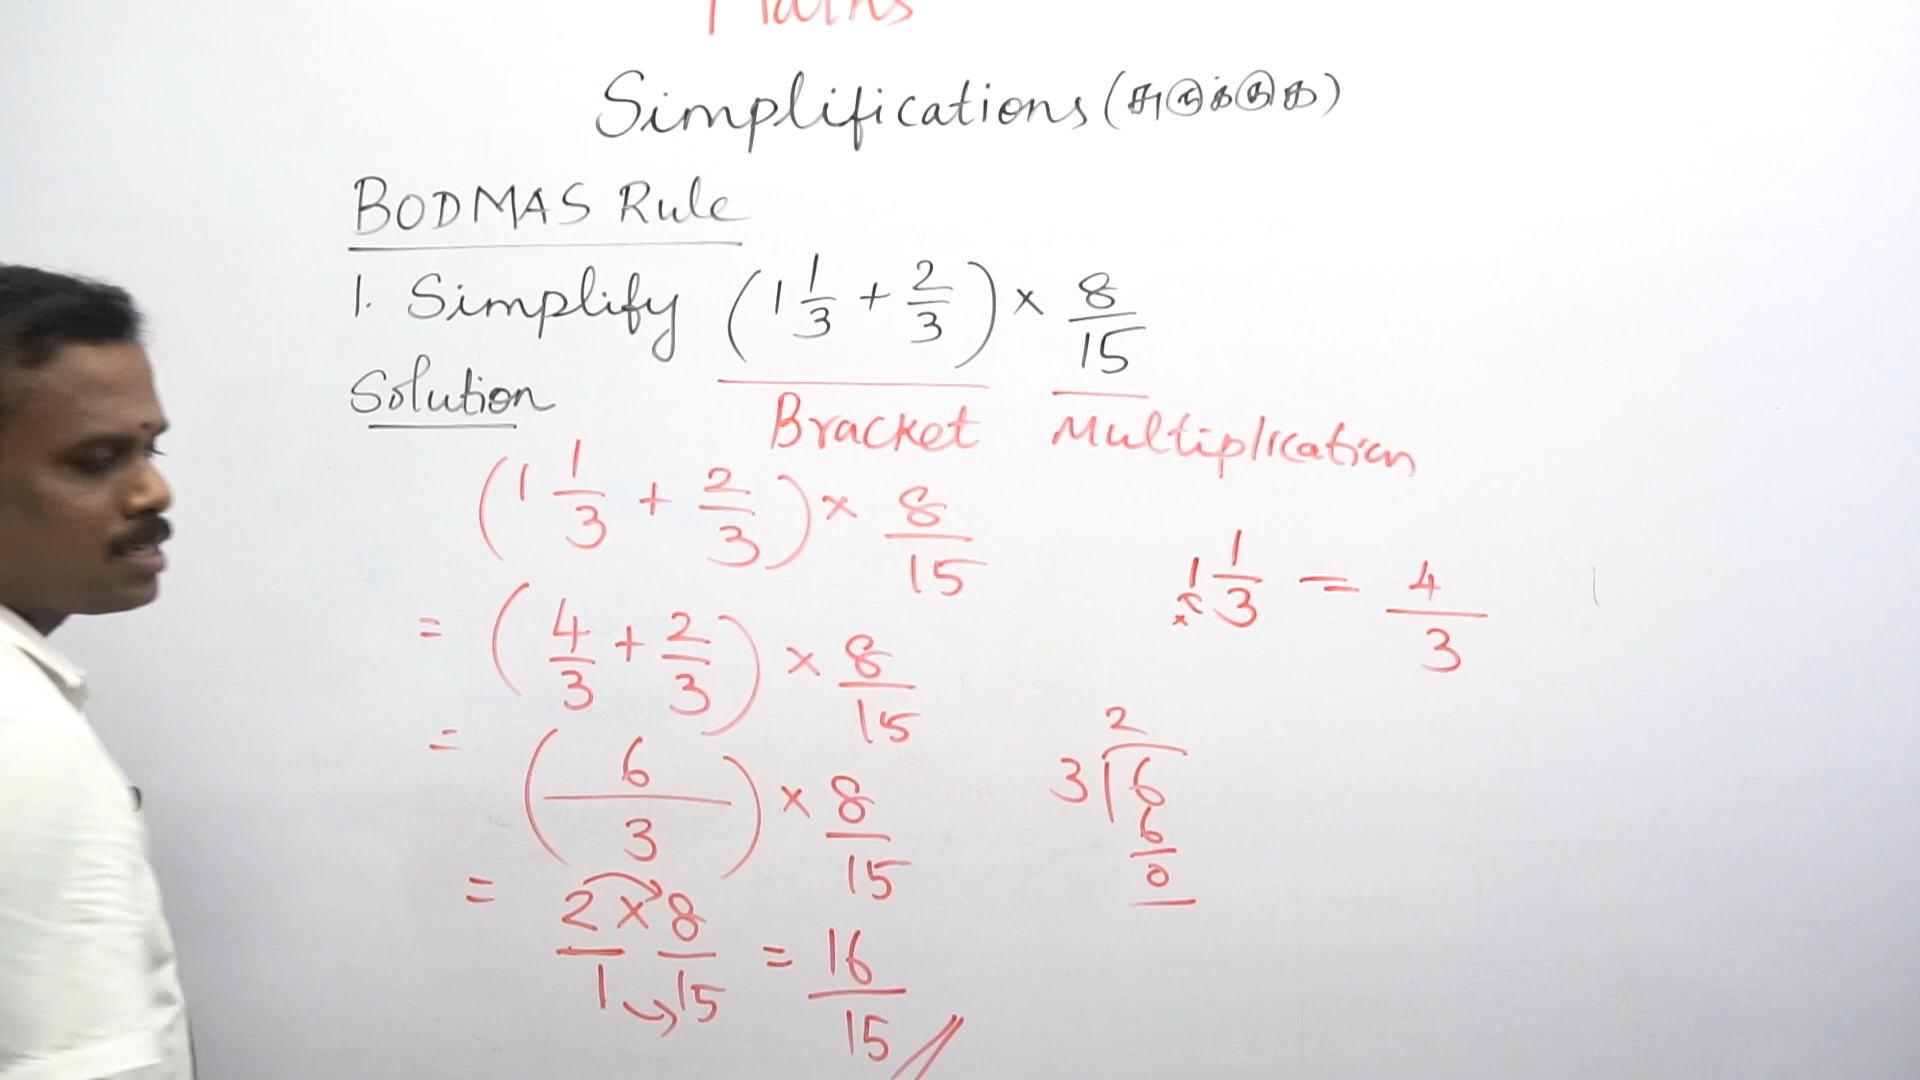 Maths
Simplifications (சுருக்குக)
BODMAS Rule
1. Simplify (1 1/3 + 2/3) × 8/15
Solution
Bracket Multiplication
(1 1/3 + 2/3) × 8/15
= (4/3 + 2/3) × 8/15
= (6/3) × 8/15
= 2/1 × 8/15 = 16/15
1 1/3 = 4/3
2
3 6
6
0